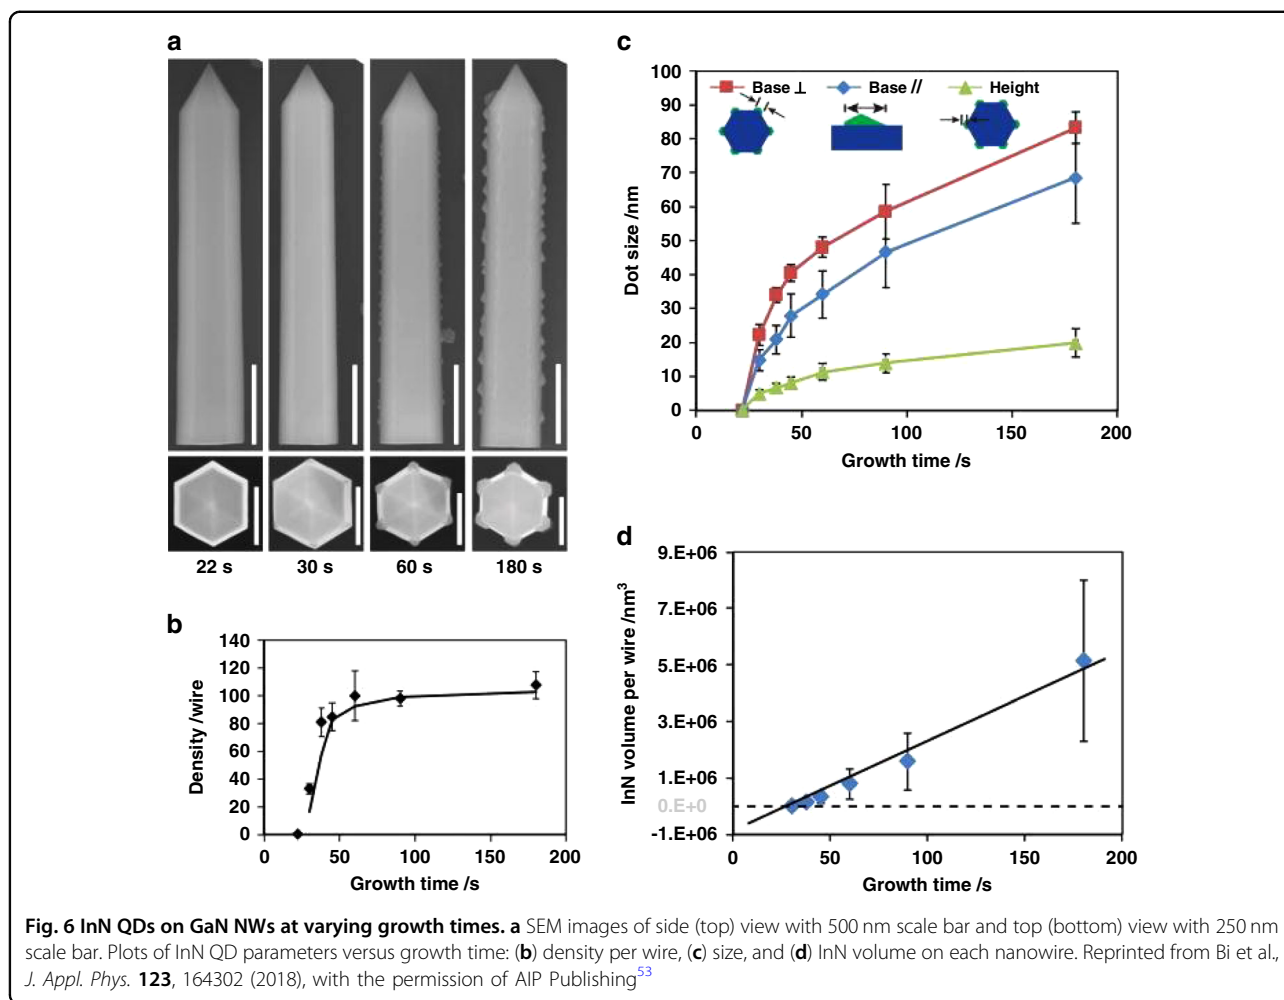 a
22 s
30 s
60 s
180 s
b
140
120
100
80
60
40
20
0
Density /wire
0
50
100
150
200
Growth time /s
c
100
90
80
70
60
50
40
30
20
10
0
Dot size /nm
Base ⊥
Base //
Height
0
50
100
150
200
Growth time /s
d
9.E+06
7.E+06
5.E+06
3.E+06
1.E+06
0.E+0
-1.E+06
InN volume per wire /nm³
0
50
100
150
200
Growth time /s
Fig. 6 InN QDs on GaN NWs at varying growth times. a SEM images of side (top) view with 500 nm scale bar and top (bottom) view with 250 nm
scale bar. Plots of InN QD parameters versus growth time: (b) density per wire, (c) size, and (d) InN volume on each nanowire. Reprinted from Bi et al.,
J. Appl. Phys. 123, 164302 (2018), with the permission of AIP Publishing⁵³